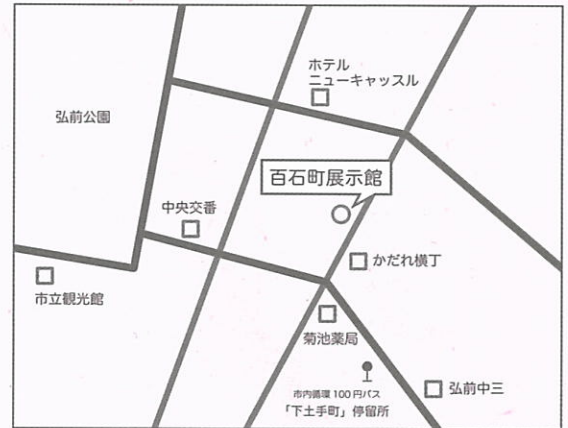 ホテル
ニューキャッスル
弘前公園
百石町展示館
中央交番
かだれ横丁
市立観光館
菊池薬局
弘前中三
市内循環100円バス
「下土手町」停留所